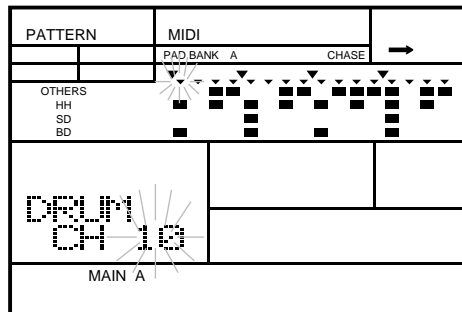 PATTERN MIDI
PAD BANK A CHASE
OTHERS
HH
SD
BD
DRUM
CH 10
MAIN A